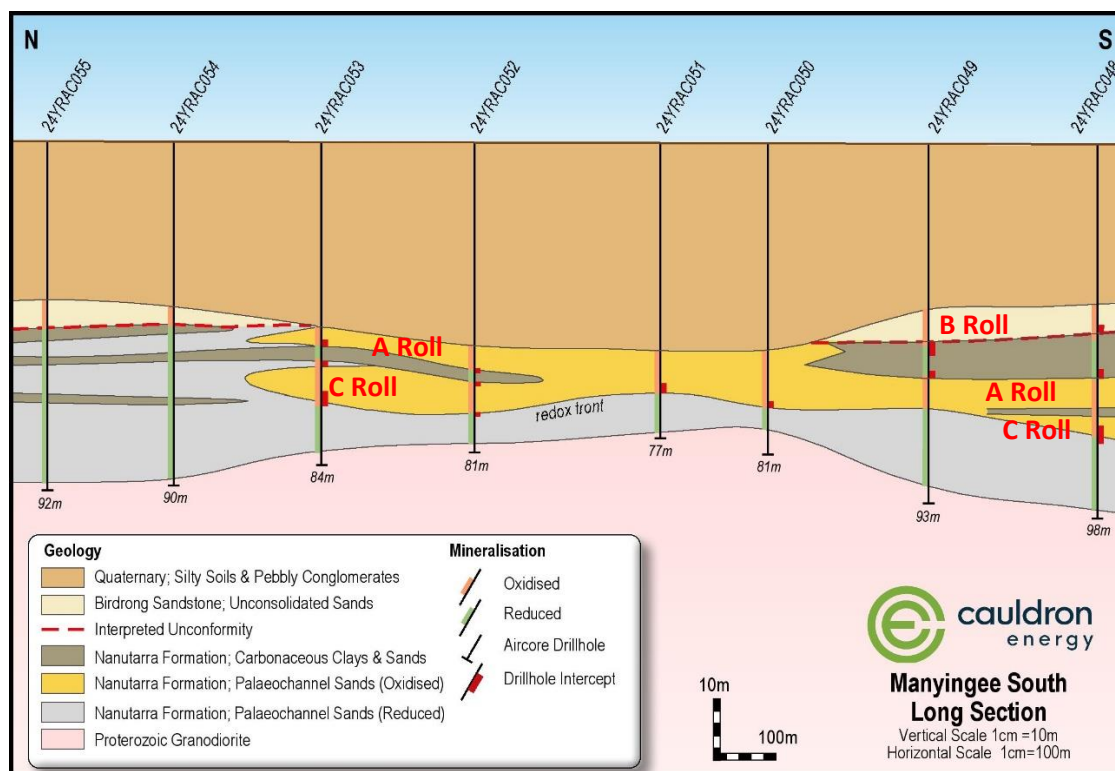 N
S
24YRAC055
24YRAC054
24YRAC053
24YRAC052
24YRAC051
24YRAC050
24YRAC049
24YRAC048
B Roll
A Roll
C Roll
A Roll
C Roll
redox front
92m
90m
84m
81m
77m
81m
93m
98m
Geology
Quaternary; Silty Soils & Pebbly Conglomerates
Birdrong Sandstone; Unconsolidated Sands
Interpreted Unconformity
Nanutarra Formation; Carbonaceous Clays & Sands
Nanutarra Formation; Palaeochannel Sands (Oxidised)
Nanutarra Formation; Palaeochannel Sands (Reduced)
Proterozoic Granodiorite
Mineralisation
Oxidised
Reduced
Aircore Drillhole
Drillhole Intercept
10m
100m
cauldron
energy
Manyingee South
Long Section
Vertical Scale 1cm =10m
Horizontal Scale 1cm=100m